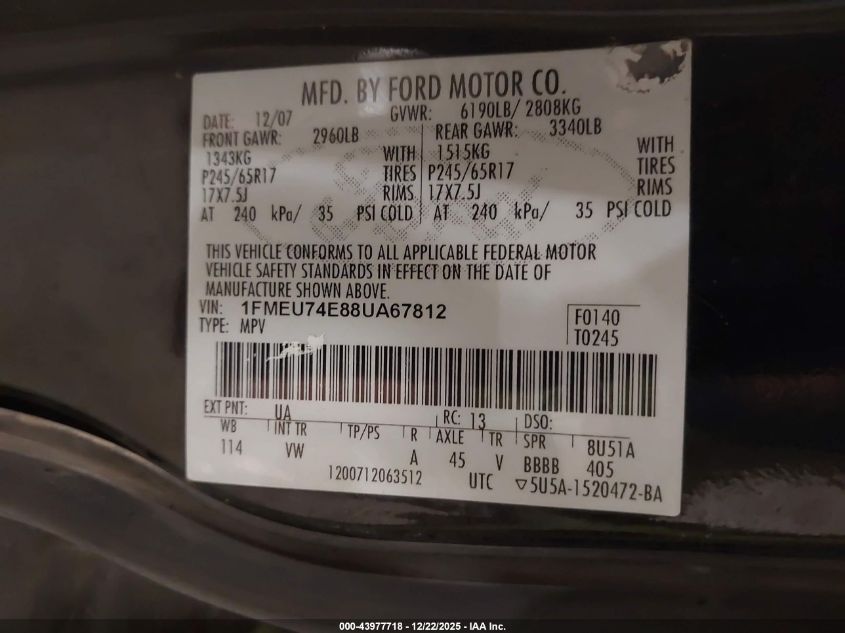 MFD. BY FORD MOTOR CO.
DATE: 12/07 GVWR: 6190LB/ 2808KG
FRONT GAWR: 2960LB REAR GAWR: 3340LB
1343KG WITH 1515KG WITH
P245/65R17 TIRES P245/65R17 TIRES
17X7.5J RIMS 17X7.5J RIMS
AT 240 kPa/ 35 PSI COLD AT 240 kPa/ 35 PSI COLD
THIS VEHICLE CONFORMS TO ALL APPLICABLE FEDERAL MOTOR
VEHICLE SAFETY STANDARDS IN EFFECT ON THE DATE OF
MANUFACTURE SHOWN ABOVE.
VIN: 1FMEU74E88UA67812 F0140
TYPE: MPV T0245
EXT PNT: UA RC: 13 DSO:
WB INT TR TP/PS R AXLE TR SPR 8U51A
114 VW A 45 V BBBB 405
1200712063512 UTC ▽5U5A-1520472-BA
000-43977718 - 12/22/2025 - IAA Inc.